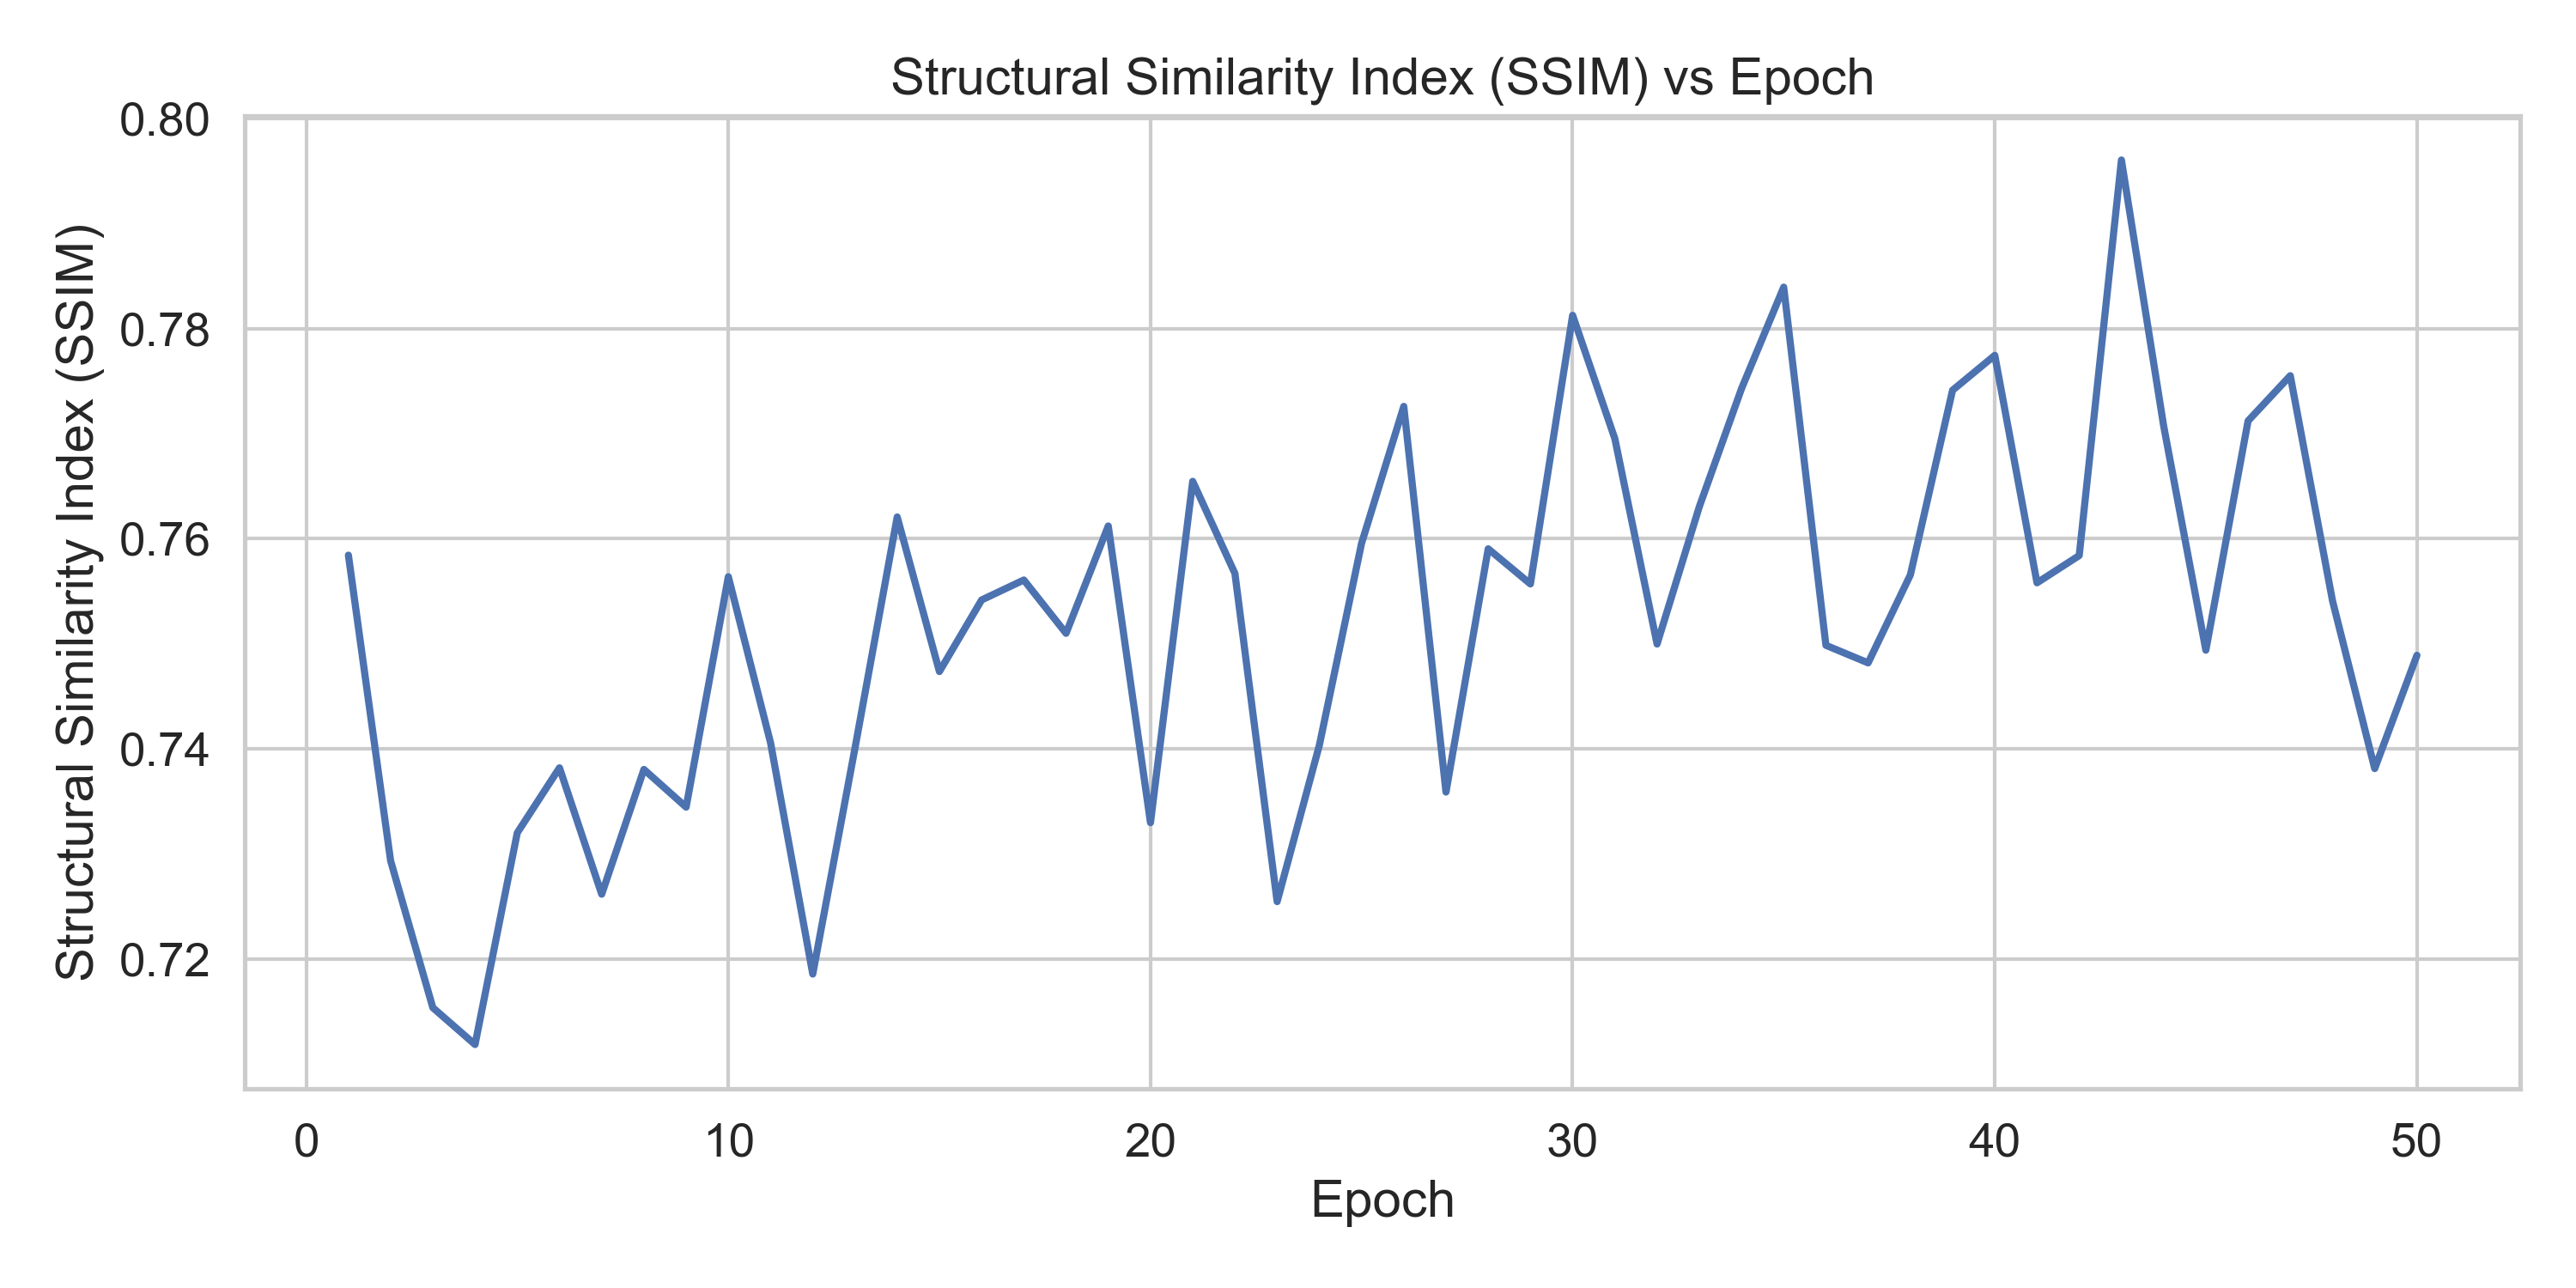 Structural Similarity Index (SSIM) vs Epoch
Structural Similarity Index (SSIM)
0.80
0.78
0.76
0.74
0.72
0 10 20 30 40 50
Epoch